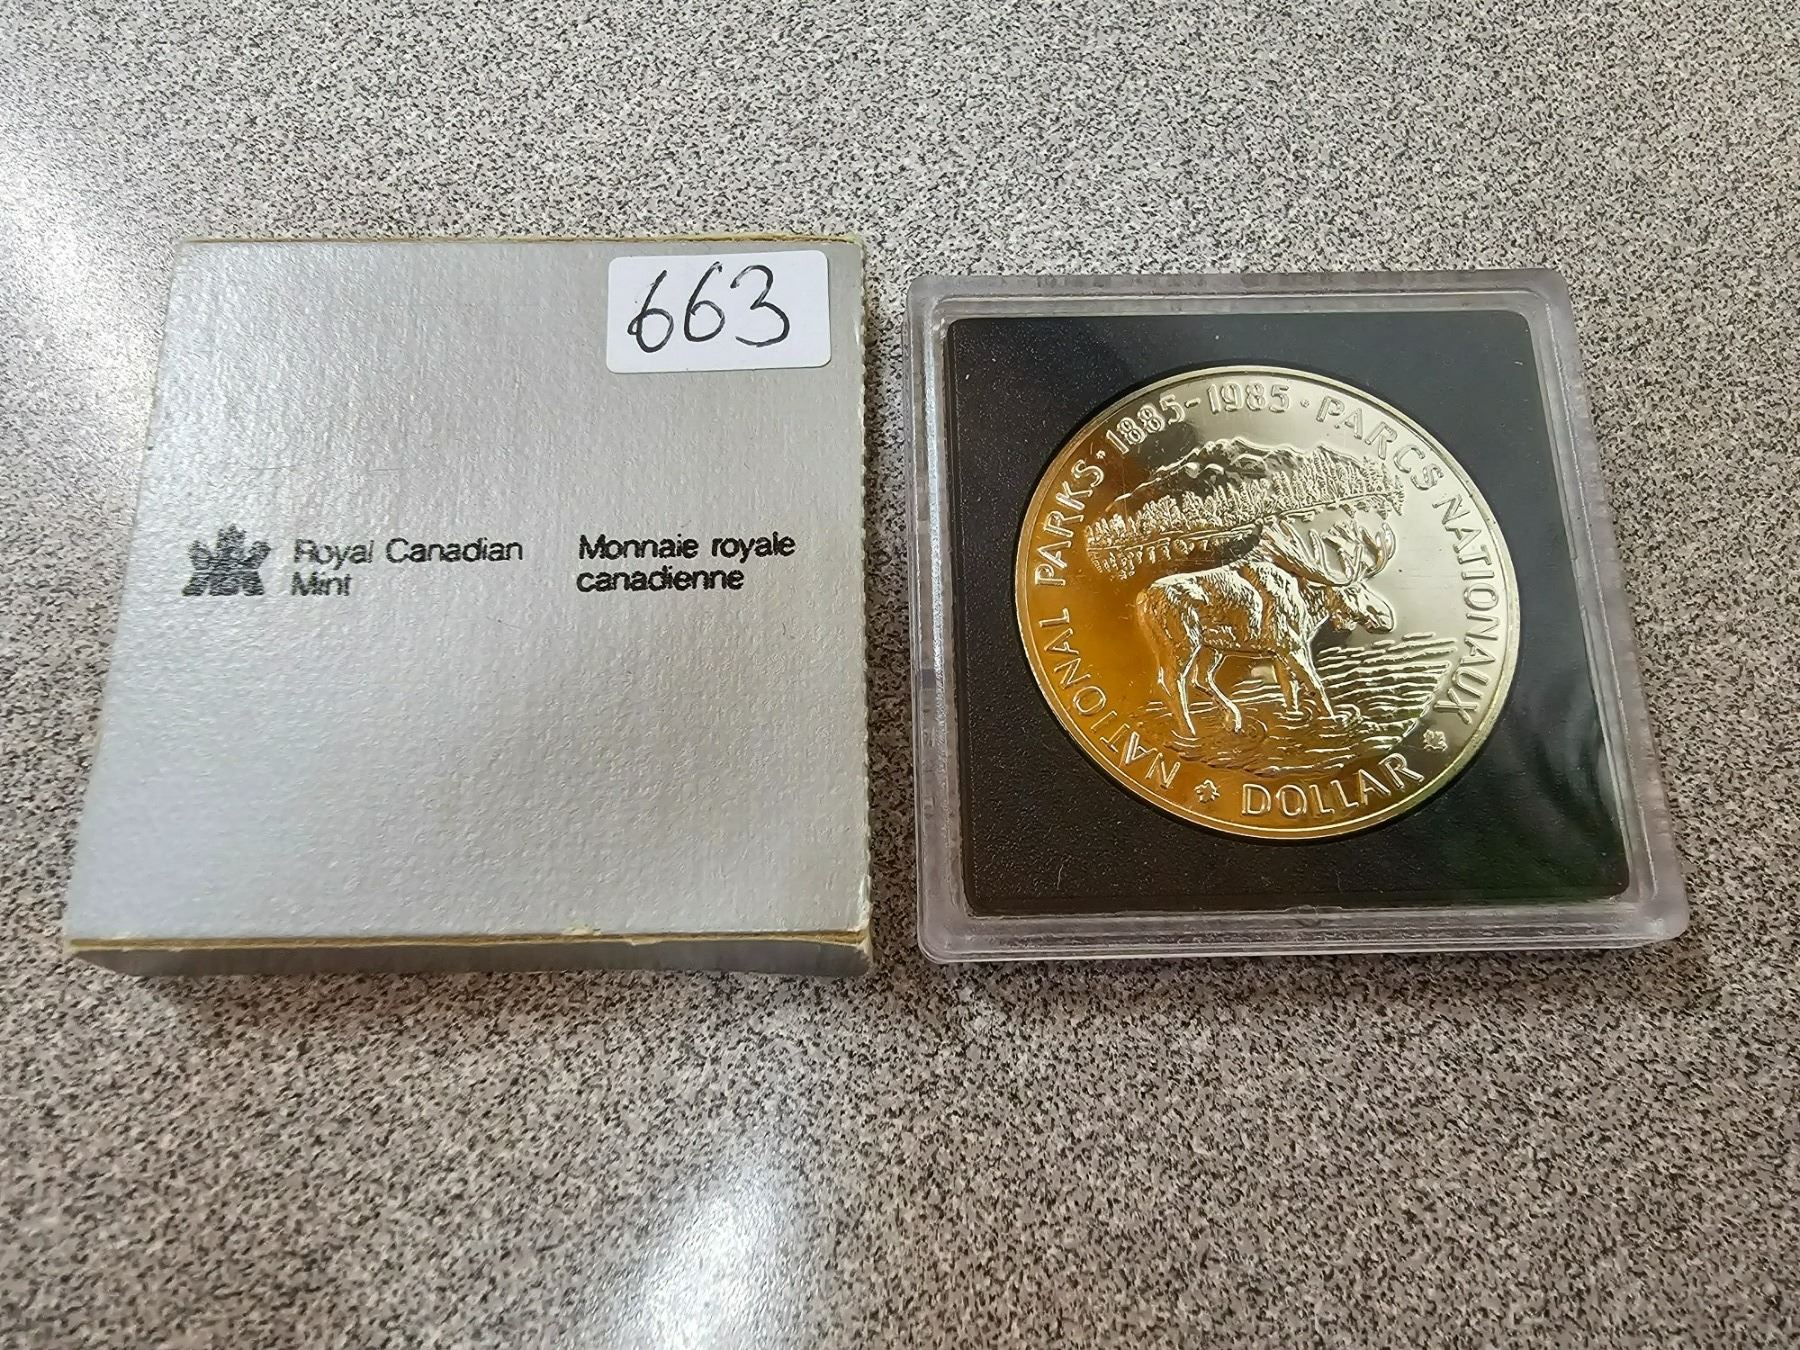 663
Royal Canadian
Mint
Monnaie royale
canadienne
NATIONAL PARKS • 1885-1985 • PARCS NATIONAUX
DOLLAR